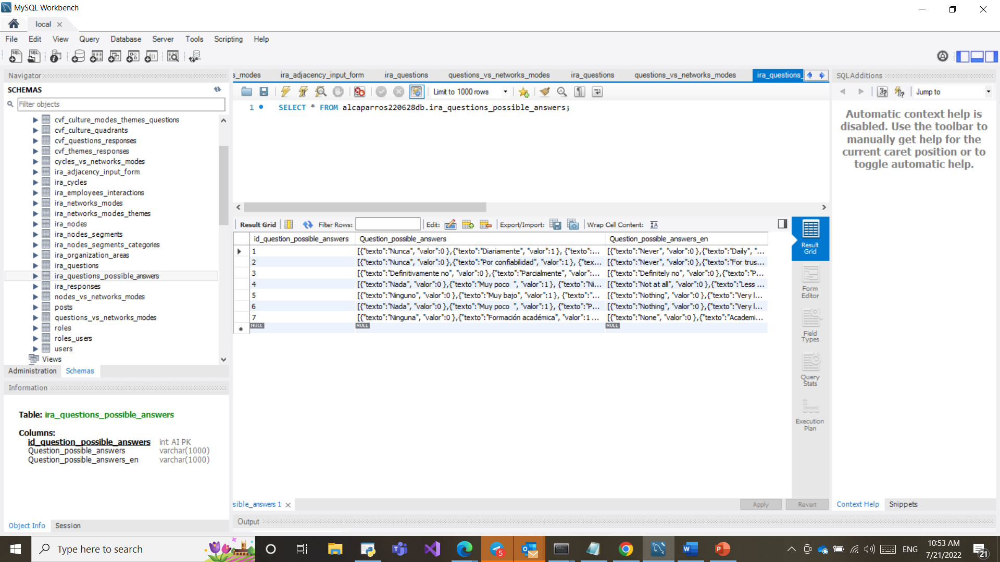 MySQL Workbench
local
File Edit View Query Database Server Tools Scripting Help
Navigator
SCHEMAS
Filter objects
cvf_culture_modes_themes_questions
cvf_culture_quadrants
cvf_questions_responses
cvf_themes_responses
cycles_vs_networks_modes
ira_adjacency_input_form
ira_cycles
ira_employees_interactions
ira_networks_modes
ira_networks_modes_themes
ira_nodes
ira_nodes_segments
ira_nodes_segments_categories
ira_organization_areas
ira_questions
ira_questions_possible_answers
ira_responses
nodes_vs_networks_modes
posts
questions_vs_networks_modes
roles
roles_users
users
Views
Administration Schemas
Information
Table: ira_questions_possible_answers
Columns:
id_question_possible_answers int AI PK
Question_possible_answers varchar(1000)
Question_possible_answers_en varchar(1000)
Object Info Session
s_modes ira_adjacency_input_form ira_questions questions_vs_networks_modes ira_questions questions_vs_networks_modes ira_questions_
Limit to 1000 rows
1 SELECT * FROM alcaparros220628db.ira_questions_possible_answers;
Result Grid Filter Rows: Edit: Export/Import: Wrap Cell Content:
id_question_possible_answers Question_possible_answers Question_possible_answers_en
1 [{"texto":"Nunca", "valor":0 },{"texto":"Diariamente", "valor":1 }, {"texto":... [{"texto":"Never", "valor":0 },{"texto":"Daily", "...
2 [{"texto":"Nunca", "valor":0 },{"texto":"Por confiabilidad", "valor":1 }, {"tex... [{"texto":"Never", "valor":0 },{"texto":"For trus...
3 [{"texto":"Definitivamente no", "valor":0 },{"texto":"Parcialmente", "valor":... [{"texto":"Definitely no", "valor":0 },{"texto":"P...
4 [{"texto":"Nada", "valor":0 },{"texto":"Muy poco  ", "valor":1 }, {"texto":"Ni... [{"texto":"Not at all", "valor":0 },{"texto":"Less ...
5 [{"texto":"Ninguno", "valor":0 },{"texto":"Muy bajo", "valor":1 }, {"texto":"... [{"texto":"Nothing", "valor":0 },{"texto":"Very l...
6 [{"texto":"Nada", "valor":0 },{"texto":"Muy poco  ", "valor":1 }, {"texto":"P... [{"texto":"Nothing", "valor":0 },{"texto":"Very l...
7 [{"texto":"Ninguna", "valor":0 },{"texto":"Formación académica", "valor":1 ... [{"texto":"None", "valor":0 },{"texto":"Academi...
NULL NULL NULL
Result Grid
Form Editor
Field Types
Query Stats
Execution Plan
sible_answers 1
Apply Revert
Output
SQLAdditions
Jump to
Automatic context help is
disabled. Use the toolbar to
manually get help for the
current caret position or to
toggle automatic help.
Context Help Snippets
Type here to search
5
ENG
10:53 AM
7/21/2022
21